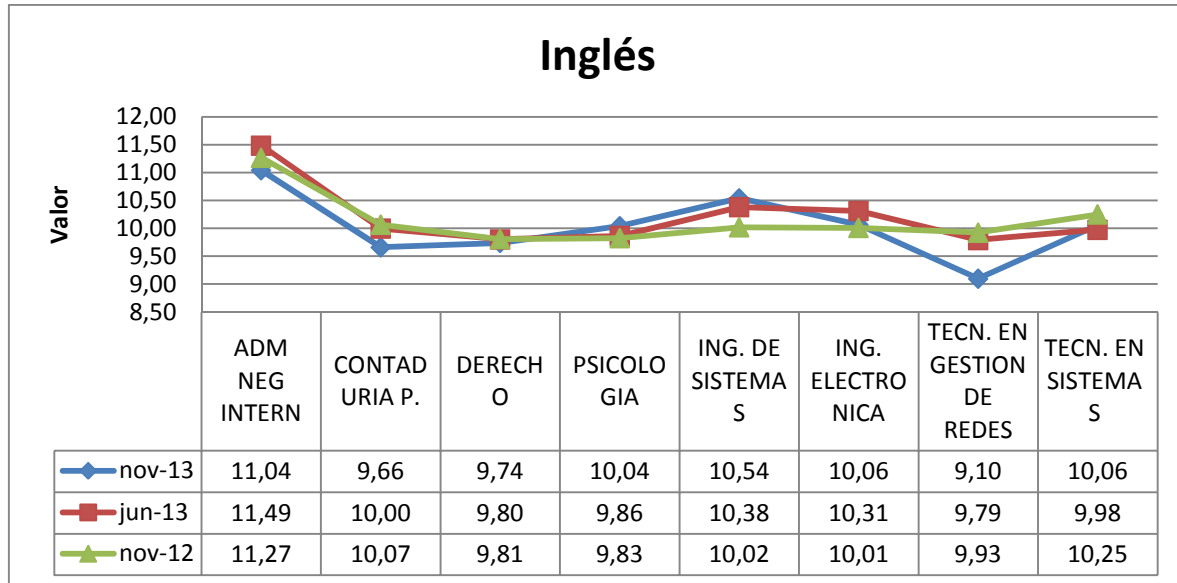 Inglés
Valor
12,00
11,50
11,00
10,50
10,00
9,50
9,00
8,50
ADM
NEG
INTERN
CONTAD
URIA P.
DERECH
O
PSICOLO
GIA
ING. DE
SISTEMA
S
ING.
ELECTRO
NICA
TECN. EN
GESTION
DE
REDES
TECN. EN
SISTEMA
S
nov-13 11,04 9,66 9,74 10,04 10,54 10,06 9,10 10,06
jun-13 11,49 10,00 9,80 9,86 10,38 10,31 9,79 9,98
nov-12 11,27 10,07 9,81 9,83 10,02 10,01 9,93 10,25